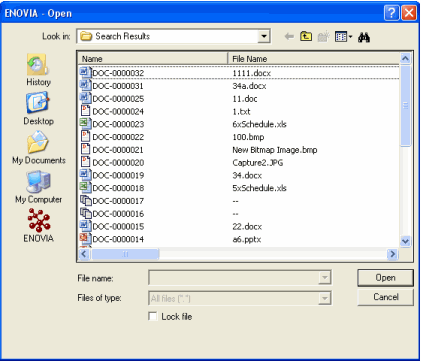 ENOVIA - Open
Look in: Search Results
Name File Name
DOC-0000032 1111.docx
DOC-0000031 34a.docx
DOC-0000025 11.doc
DOC-0000024 1.txt
DOC-0000023 6xSchedule.xls
DOC-0000022 100.bmp
DOC-0000021 New Bitmap Image.bmp
DOC-0000020 Capture2.JPG
DOC-0000019 34.docx
DOC-0000018 5xSchedule.xls
DOC-0000017 --
DOC-0000016 --
DOC-0000015 22.docx
DOC-0000014 a6.pptx
History
Desktop
My Documents
My Computer
ENOVIA
File name:
Open
Files of type: All files (*.*)
Cancel
Lock file